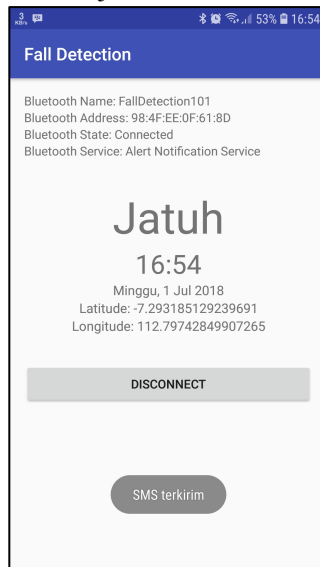 3
KB/s
53% 16:54
Fall Detection
Bluetooth Name: FallDetection101
Bluetooth Address: 98:4F:EE:0F:61:8D
Bluetooth State: Connected
Bluetooth Service: Alert Notification Service
Jatuh
16:54
Minggu, 1 Jul 2018
Latitude: -7.293185129239691
Longitude: 112.79742849907265
DISCONNECT
SMS terkirim